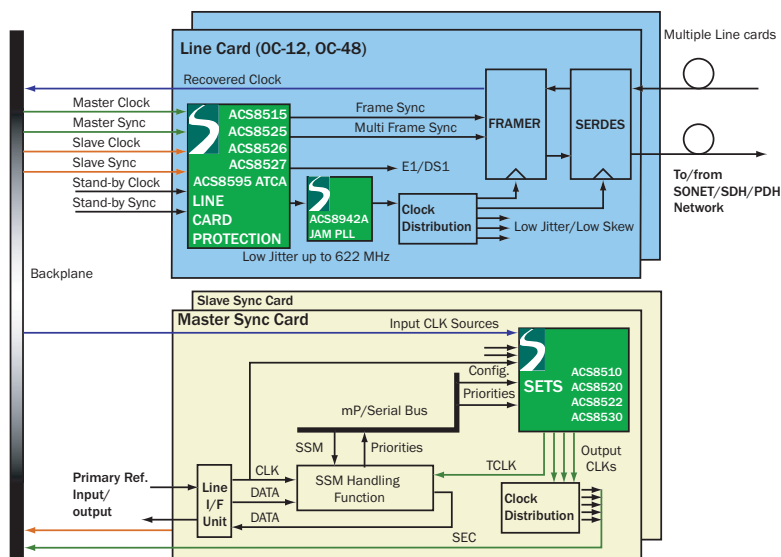 Multiple Line cards
Line Card (OC-12, OC-48)
Recovered Clock
Master Clock
Master Sync
Slave Clock
Slave Sync
Stand-by Clock
Stand-by Sync
ACS8515
ACS8525
ACS8526
ACS8527
ACS8595 ATCA
LINE
CARD
PROTECTION
Frame Sync
Multi Frame Sync
E1/DS1
ACS8942A
JAM PLL
Clock
Distribution
FRAMER
SERDES
Low Jitter/Low Skew
Low Jitter up to 622 MHz
To/from
SONET/SDH/PDH
Network
Backplane
Slave Sync Card
Master Sync Card
Input CLK Sources
SETS
ACS8510
ACS8520
ACS8522
ACS8530
Config.
Priorities
mP/Serial Bus
SSM
Priorities
TCLK
Output
CLKs
Primary Ref.
Input/
output
Line
I/F
Unit
CLK
DATA
DATA
SSM Handling
Function
Clock
Distribution
SEC